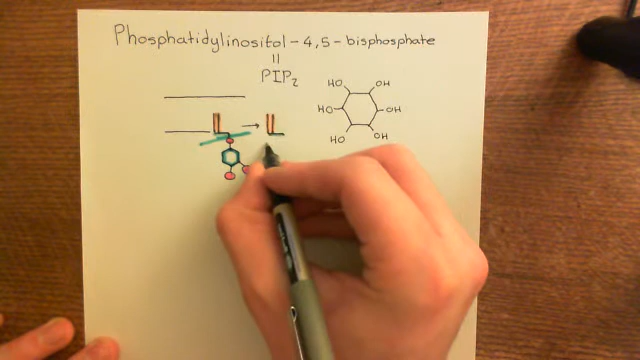 Phosphatidylinositol - 4,5 - bisphosphate
=
PIP2
HO OH
HO OH
HO OH